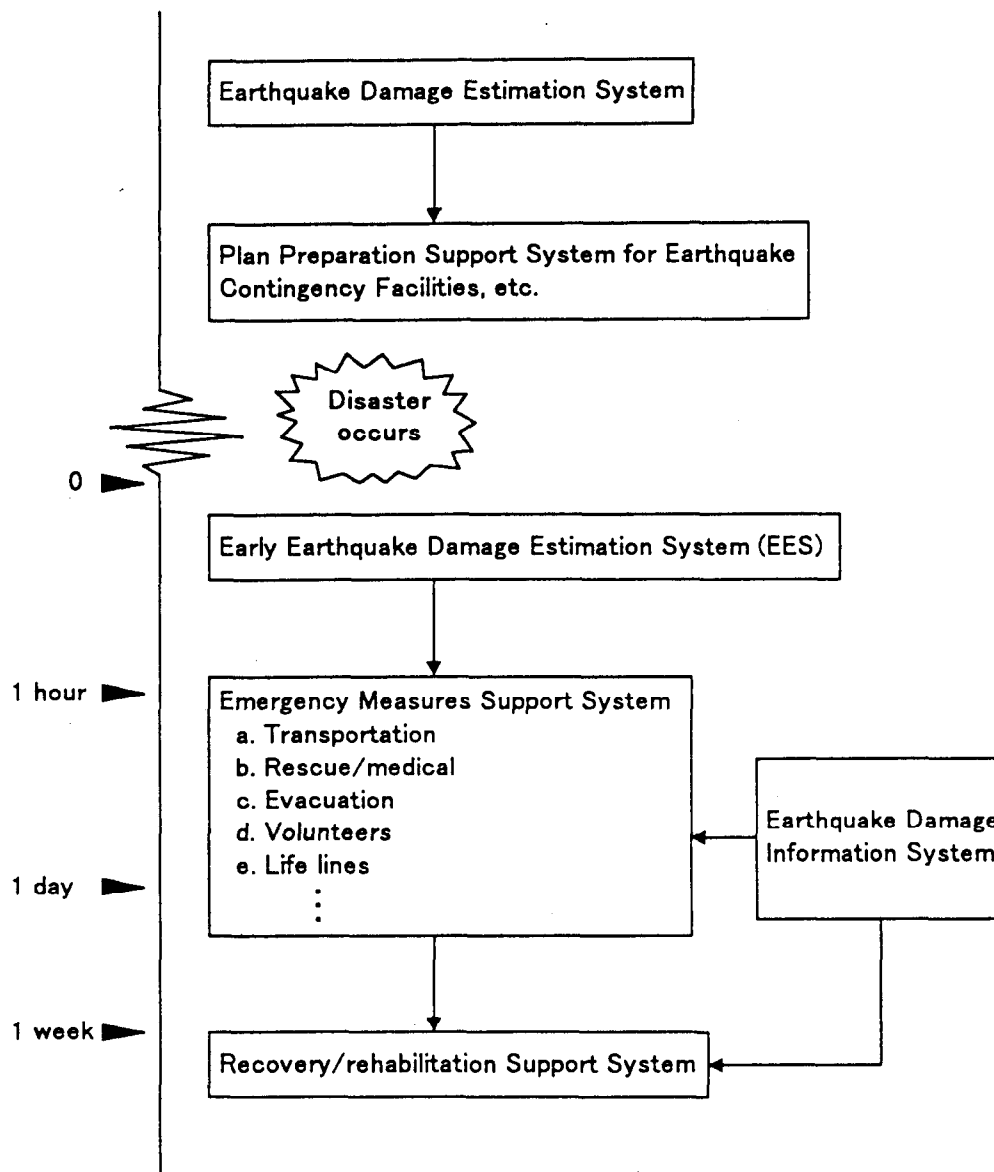 Earthquake Damage Estimation System
Plan Preparation Support System for Earthquake
Contingency Facilities, etc.
Disaster
occurs
0
Early Earthquake Damage Estimation System (EES)
1 hour
Emergency Measures Support System
a. Transportation
b. Rescue/medical
c. Evacuation
d. Volunteers
e. Life lines
⋮
Earthquake Damage
Information System
1 day
1 week
Recovery/rehabilitation Support System